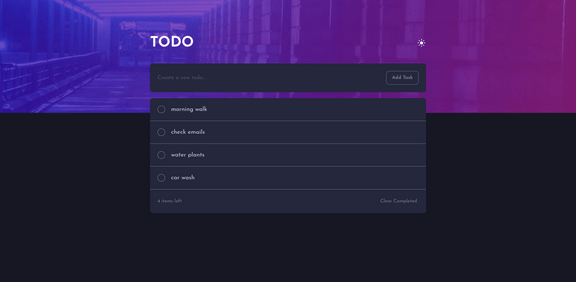 TODO
Create a new todo..
Add Task
morning walk
check emails
water plants
car wash
4 items left
Clear Completed